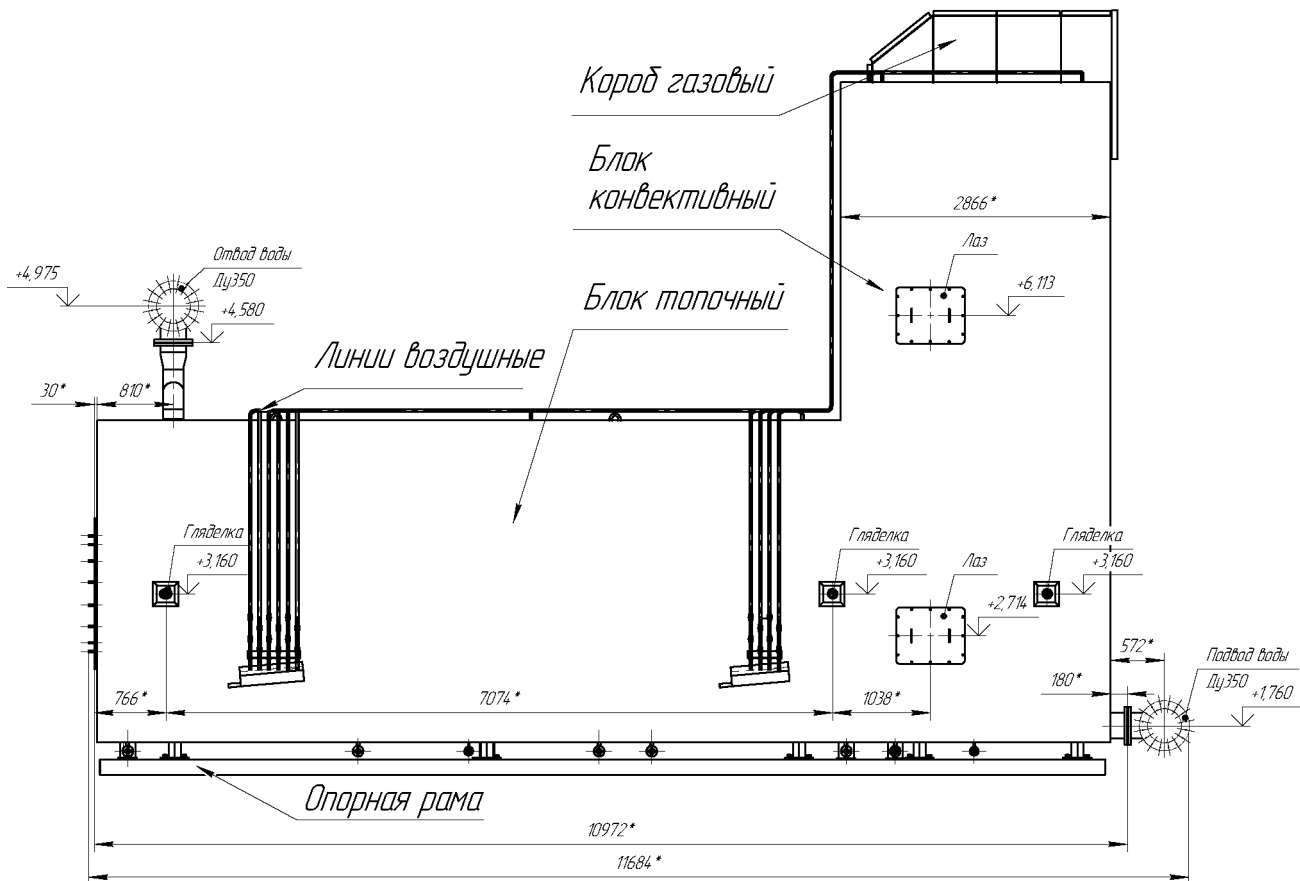 Короб газовый
Блок
конвективный
2866*
Отвод воды
Ду350
+4,975
+4,580
Лаз
+6,113
Блок топочный
Линии воздушные
30*
810*
Гляделка
+3,160
Гляделка
+3,160
Лаз
+2,714
Гляделка
+3,160
572*
Подвод воды
Ду350
+1,760
180*
766*
7074*
1038*
Опорная рама
10972*
11684*